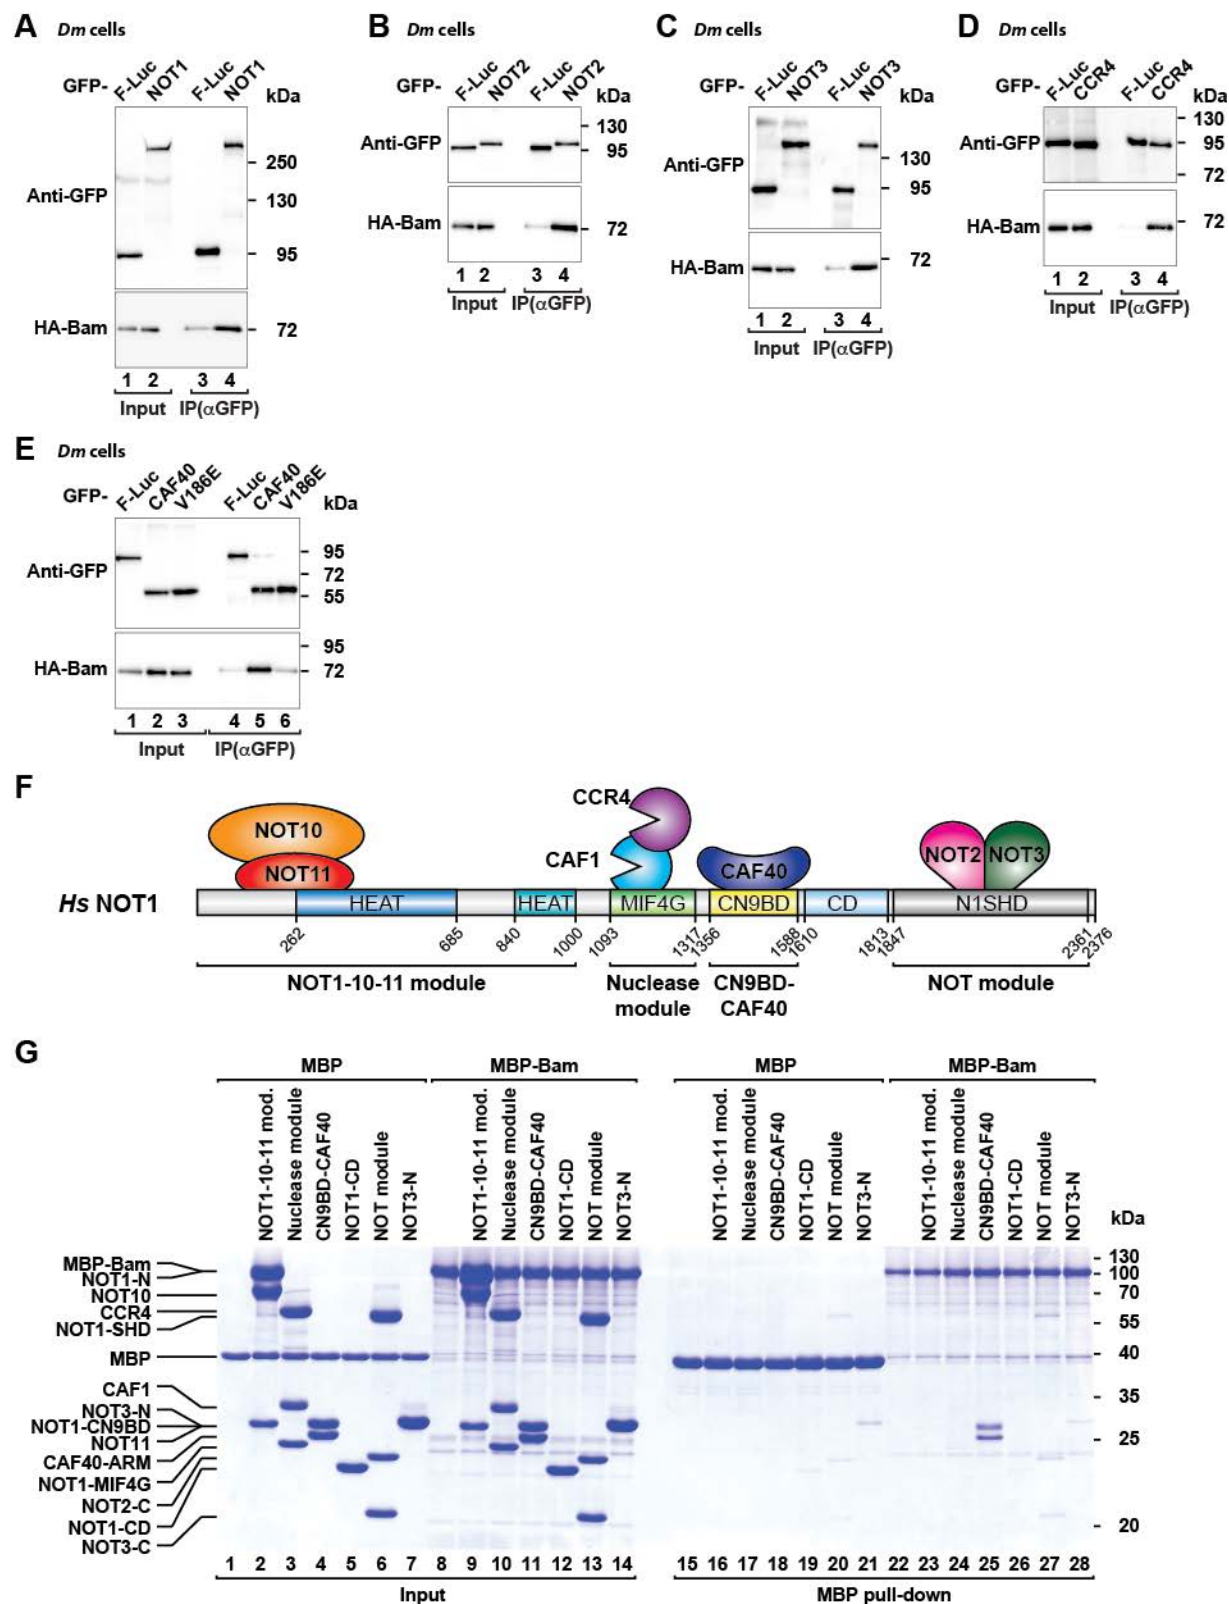 A Dm cells
GFP- F-Luc NOT1 F-Luc NOT1 kDa
Anti-GFP
250
130
95
HA-Bam 72
1 2 3 4
Input IP(αGFP)
B Dm cells
GFP- F-Luc NOT2 F-Luc NOT2 kDa
Anti-GFP
130
95
HA-Bam 72
1 2 3 4
Input IP(αGFP)
C Dm cells
GFP- F-Luc NOT3 F-Luc NOT3 kDa
Anti-GFP
130
95
HA-Bam 72
1 2 3 4
Input IP(αGFP)
D Dm cells
GFP- F-Luc CCR4 F-Luc CCR4 kDa
Anti-GFP
130
95
72
HA-Bam 72
1 2 3 4
Input IP(αGFP)
E Dm cells
GFP- F-Luc CAF40 V186E F-Luc CAF40 V186E kDa
Anti-GFP
95
72
55
HA-Bam
95
72
1 2 3 4 5 6
Input IP(αGFP)
F
CCR4
NOT10
CAF1
NOT11
CAF40
NOT2 NOT3
Hs NOT1 HEAT HEAT MIF4G CN9BD CD N1SHD
262 685 840 1000 1093 1317 1356 1588 1610 1813 1847 2361 2376
NOT1-10-11 module Nuclease module CN9BD-CAF40 NOT module
G
MBP MBP-Bam MBP MBP-Bam
NOT1-10-11 mod. Nuclease module CN9BD-CAF40 NOT1-CD NOT module NOT3-N
NOT1-10-11 mod. Nuclease module CN9BD-CAF40 NOT1-CD NOT module NOT3-N
NOT1-10-11 mod. Nuclease module CN9BD-CAF40 NOT1-CD NOT module NOT3-N
NOT1-10-11 mod. Nuclease module CN9BD-CAF40 NOT1-CD NOT module NOT3-N
kDa
MBP-Bam
NOT1-N
NOT10
CCR4
NOT1-SHD
MBP
CAF1
NOT3-N
NOT1-CN9BD
NOT11
CAF40-ARM
NOT1-MIF4G
NOT2-C
NOT1-CD
NOT3-C
130
100
70
55
40
35
25
20
1 2 3 4 5 6 7 8 9 10 11 12 13 14 15 16 17 18 19 20 21 22 23 24 25 26 27 28
Input MBP pull-down